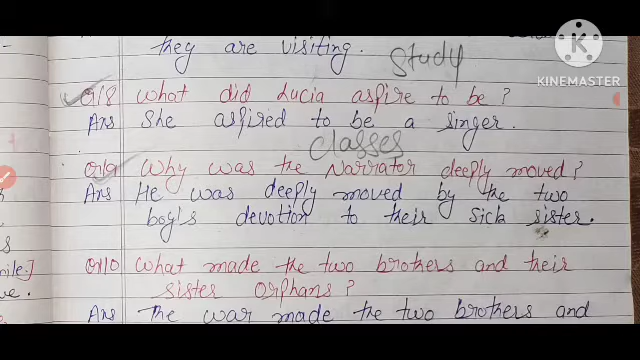 they are visiting.
Study
KINEMASTER
Q18 What did Lucia aspire to be?
Ans She aspired to be a singer.
classes
Q19 Why was the Narrator deeply moved?
Ans He was deeply moved by the two
boy's devotion to their sick sister.
mile:]
ve.
Q10 What made the two brothers and their
sister orphans?
Ans The war made the two brothers and